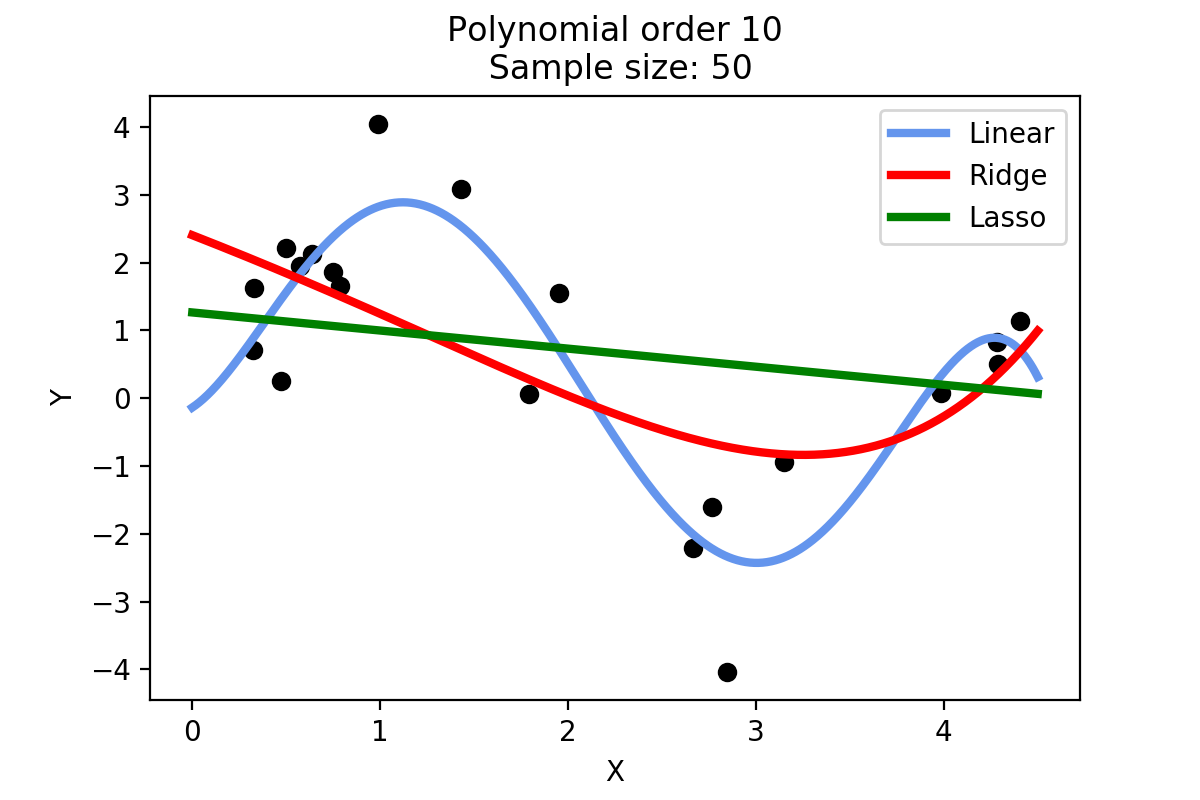 Polynomial order 10
Sample size: 50
Linear
Ridge
Lasso
4
3
2
1
0
−1
−2
−3
−4
Y
0 1 2 3 4
X